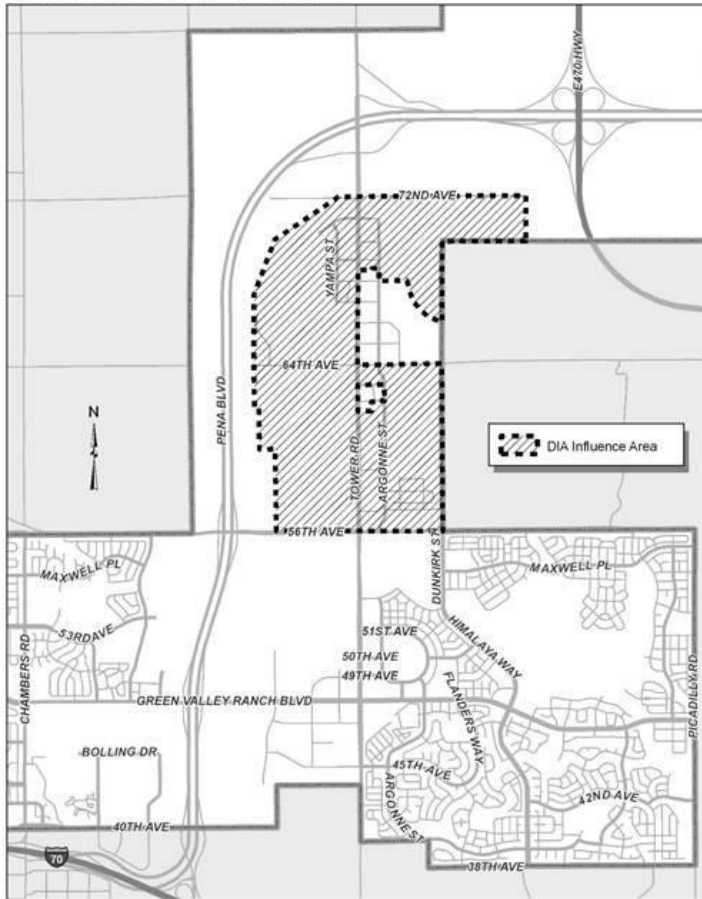 E470 HWY
72ND AVE
YAMPA ST
64TH AVE
PENA BLVD
N
TOWER RD
ARGONNE ST
DIA Influence Area
56TH AVE
DUNKIRK ST
MAXWELL PL
MAXWELL PL
53RD AVE
51ST AVE
HIMALAYA WAY
50TH AVE
49TH AVE
CHAMBERS RD
GREEN VALLEY RANCH BLVD
FLANDERS WAY
PICADILLY RD
BOLLING DR
45TH AVE
42ND AVE
ARGONNE ST
40TH AVE
70
38TH AVE